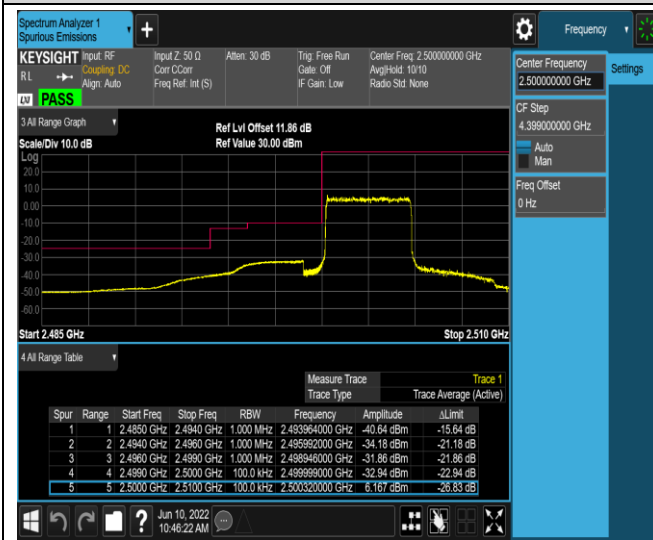 Spectrum Analyzer 1
Spurious Emissions
Frequency
KEYSIGHT Input: RF Input Z: 50 Ω Atten: 30 dB Trig: Free Run Center Freq: 2.500000000 GHz
R L Coupling: DC Corr CCorr Gate: Off Avg|Hold: 10/10
Align: Auto Freq Ref: Int (S) IF Gain: Low Radio Std: None
LXI PASS
Center Frequency
2.500000000 GHz
Settings
CF Step
4.399000000 GHz
Auto
Man
Freq Offset
0 Hz
3 All Range Graph
Ref Lvl Offset 11.86 dB
Scale/Div 10.0 dB Ref Value 30.00 dBm
Log
20.0
10.0
0.00
-10.0
-20.0
-30.0
-40.0
-50.0
-60.0
Start 2.485 GHz Stop 2.510 GHz
4 All Range Table
Measure Trace Trace 1
Trace Type Trace Average (Active)
Spur Range Start Freq Stop Freq RBW Frequency Amplitude ΔLimit
1 1 2.4850 GHz 2.4940 GHz 1.000 MHz 2.493964000 GHz -40.64 dBm -15.64 dB
2 2 2.4940 GHz 2.4960 GHz 1.000 MHz 2.495992000 GHz -34.18 dBm -21.18 dB
3 3 2.4960 GHz 2.4990 GHz 1.000 MHz 2.498946000 GHz -31.86 dBm -21.86 dB
4 4 2.4990 GHz 2.5000 GHz 100.0 kHz 2.499999000 GHz -32.94 dBm -22.94 dB
5 5 2.5000 GHz 2.5100 GHz 100.0 kHz 2.500320000 GHz 6.167 dBm -26.83 dB
Jun 10, 2022
10:46:22 AM